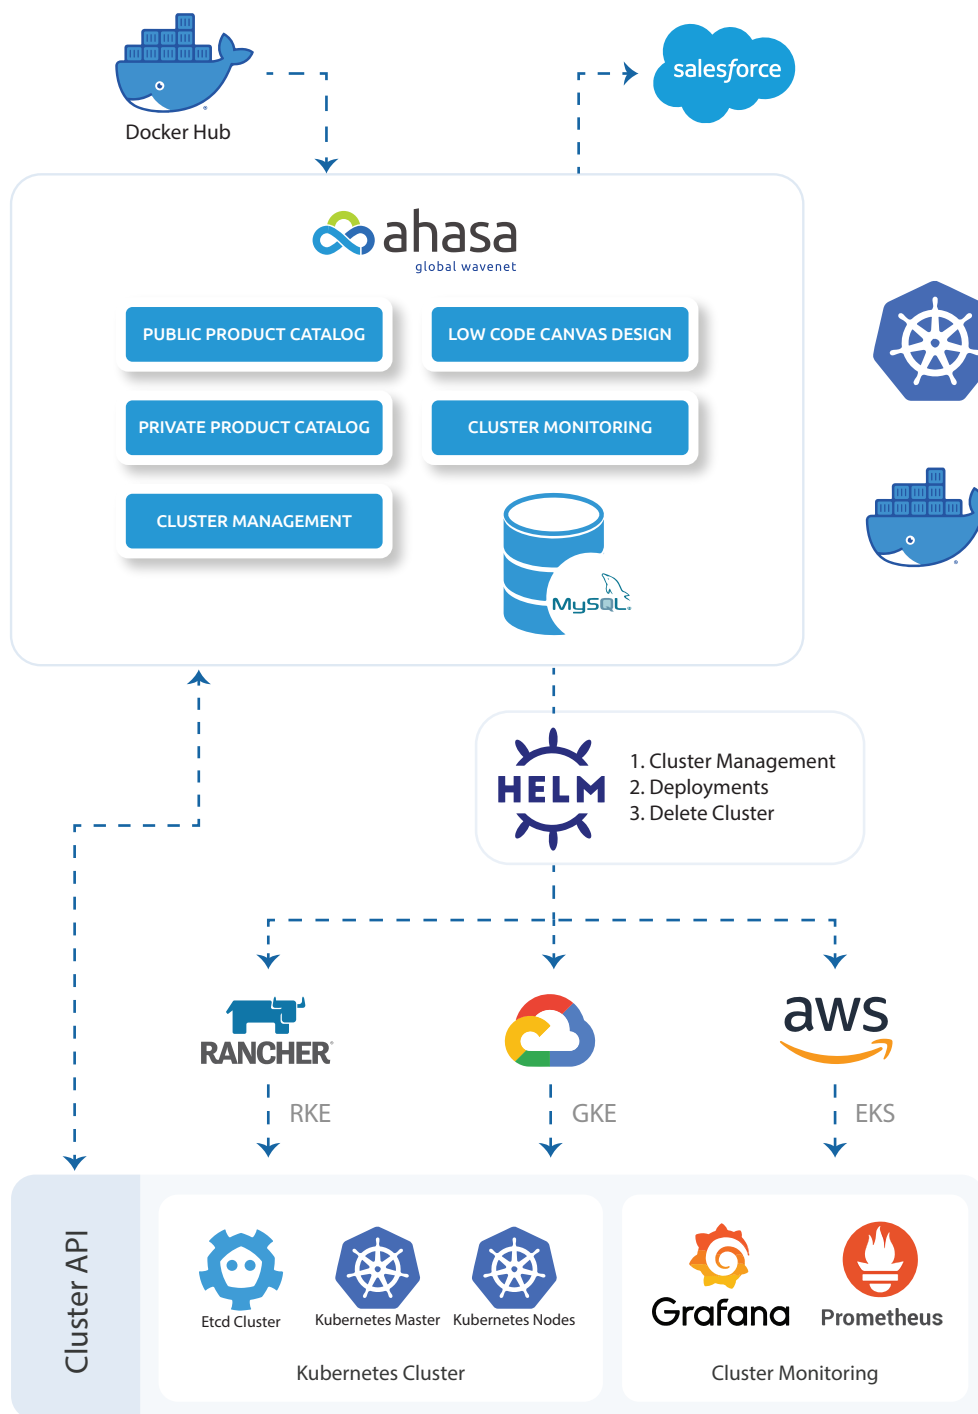 Docker Hub
salesforce
ahasa
global wavenet
PUBLIC PRODUCT CATALOG
LOW CODE CANVAS DESIGN
PRIVATE PRODUCT CATALOG
CLUSTER MONITORING
CLUSTER MANAGEMENT
MySQL
HELM
1. Cluster Management
2. Deployments
3. Delete Cluster
RANCHER
aws
RKE
GKE
EKS
Cluster API
Etcd Cluster
Kubernetes Master
Kubernetes Nodes
Kubernetes Cluster
Grafana
Prometheus
Cluster Monitoring